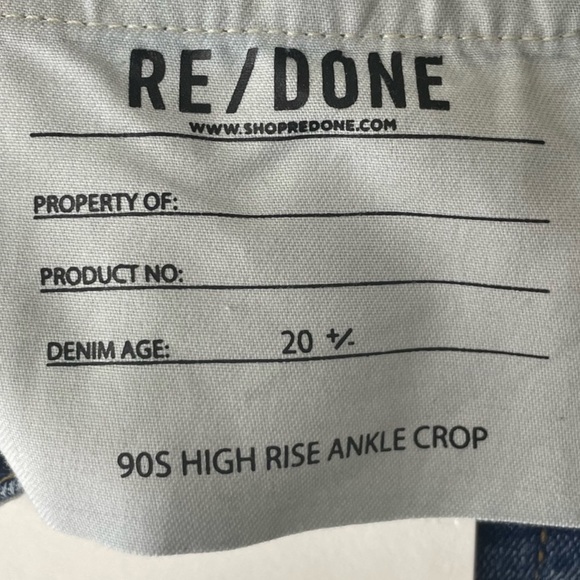 RE/DONE
WWW.SHOPREDONE.COM
PROPERTY OF:
PRODUCT NO:
DENIM AGE: 20 +/-
90S HIGH RISE ANKLE CROP